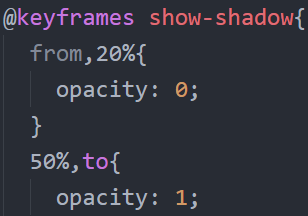 @keyframes show-shadow{
from,20%{
opacity: 0;
}
50%,to{
opacity: 1;